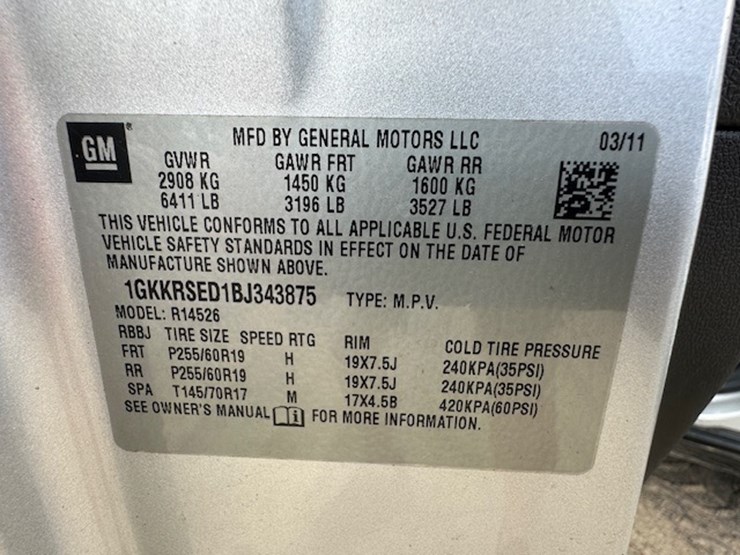 GM
MFD BY GENERAL MOTORS LLC 03/11
GVWR GAWR FRT GAWR RR
2908 KG 1450 KG 1600 KG
6411 LB 3196 LB 3527 LB
THIS VEHICLE CONFORMS TO ALL APPLICABLE U.S. FEDERAL MOTOR
VEHICLE SAFETY STANDARDS IN EFFECT ON THE DATE OF
MANUFACTURE SHOWN ABOVE.
1GKKRSED1BJ343875 TYPE: M.P.V.
MODEL: R14526
RBBJ TIRE SIZE SPEED RTG RIM COLD TIRE PRESSURE
FRT P255/60R19 H 19X7.5J 240KPA(35PSI)
RR P255/60R19 H 19X7.5J 240KPA(35PSI)
SPA T145/70R17 M 17X4.5B 420KPA(60PSI)
SEE OWNER'S MANUAL i FOR MORE INFORMATION.